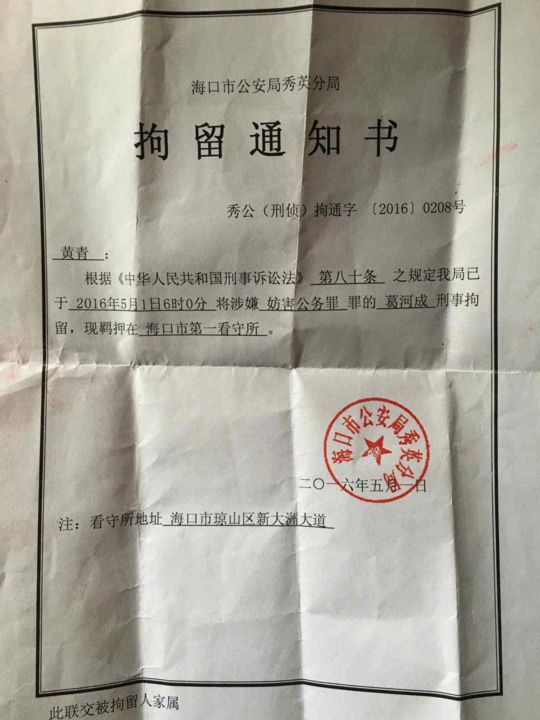 海口市公安局秀英分局
拘留通知书
秀公（刑侦）拘通字 〔2016〕0208号
黄青 ：
根据《中华人民共和国刑事诉讼法》 第八十条 之规定我局已
于 2016年5月1日6时0分 将涉嫌 妨害公务罪 罪的 葛河成 刑事拘
留，现羁押在 海口市第一看守所 。
海口市公安局秀英分局
二〇一六年五月一日
注：看守所地址 海口市琼山区新大洲大道
此联交被拘留人家属